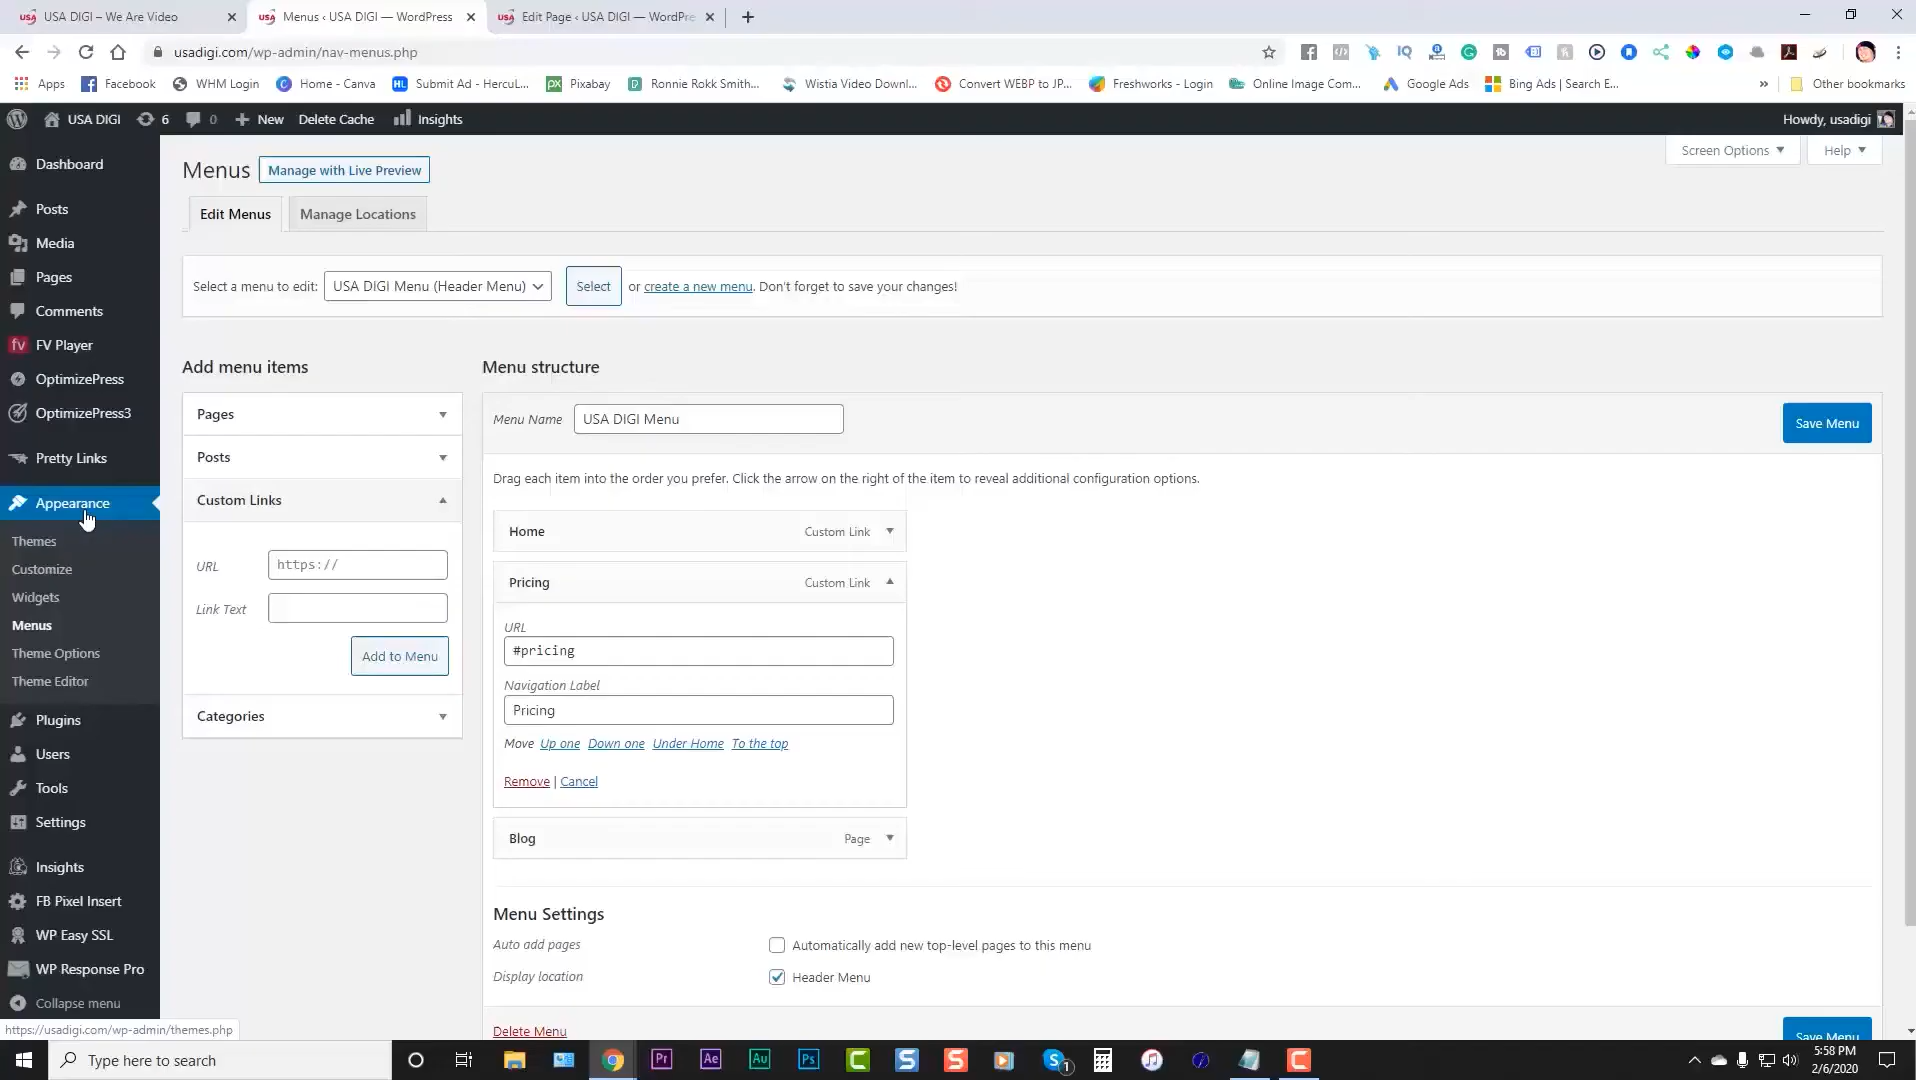 USA DIGI – We Are Video
Menus ‹ USA DIGI — WordPress
Edit Page ‹ USA DIGI — WordPre
usadigi.com/wp-admin/nav-menus.php
Apps
Facebook
WHM Login
Home - Canva
Submit Ad - HercuL...
Pixabay
Ronnie Rokk Smith...
Wistia Video Downl...
Convert WEBP to JP...
Freshworks - Login
Online Image Com...
Google Ads
Bing Ads | Search E...
»
Other bookmarks
USA DIGI
6
0
New
Delete Cache
Insights
Howdy, usadigi
Dashboard
Posts
Media
Pages
Comments
FV Player
OptimizePress
OptimizePress3
Pretty Links
Appearance
Themes
Customize
Widgets
Menus
Theme Options
Theme Editor
Plugins
Users
Tools
Settings
Insights
FB Pixel Insert
WP Easy SSL
WP Response Pro
Collapse menu
https://usadigi.com/wp-admin/themes.php
Screen Options
Help
Menus
Manage with Live Preview
Edit Menus
Manage Locations
Select a menu to edit:
USA DIGI Menu (Header Menu)
Select
or create a new menu. Don't forget to save your changes!
Add menu items
Pages
Posts
Custom Links
URL
https://
Link Text
Add to Menu
Categories
Menu structure
Menu Name
USA DIGI Menu
Save Menu
Drag each item into the order you prefer. Click the arrow on the right of the item to reveal additional configuration options.
Home
Custom Link
Pricing
Custom Link
URL
#pricing
Navigation Label
Pricing
Move Up one Down one Under Home To the top
Remove | Cancel
Blog
Page
Menu Settings
Auto add pages
Automatically add new top-level pages to this menu
Display location
Header Menu
Delete Menu
Save Menu
Type here to search
Pr
Ae
Au
Ps
C
S
S
S
1
C
5:58 PM
2/6/2020